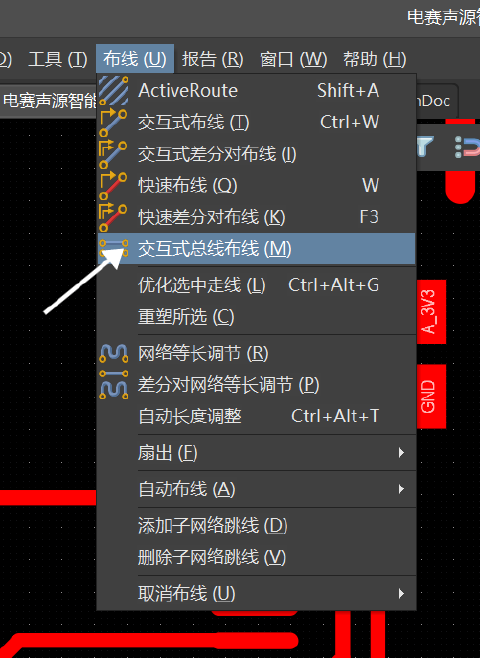 电赛声源智
工具 (T) 布线 (U) 报告 (R) 窗口 (W) 帮助 (H)
电赛声源智能
Doc
ActiveRoute Shift+A
交互式布线 (T) Ctrl+W
交互式差分对布线 (I)
快速布线 (Q) W
快速差分对布线 (K) F3
交互式总线布线 (M)
优化选中走线 (L) Ctrl+Alt+G
重塑所选 (C)
网络等长调节 (R)
差分对网络等长调节 (P)
自动长度调整 Ctrl+Alt+T
扇出 (F)
自动布线 (A)
添加子网络跳线 (D)
删除子网络跳线 (V)
取消布线 (U)
A_3V3
GND